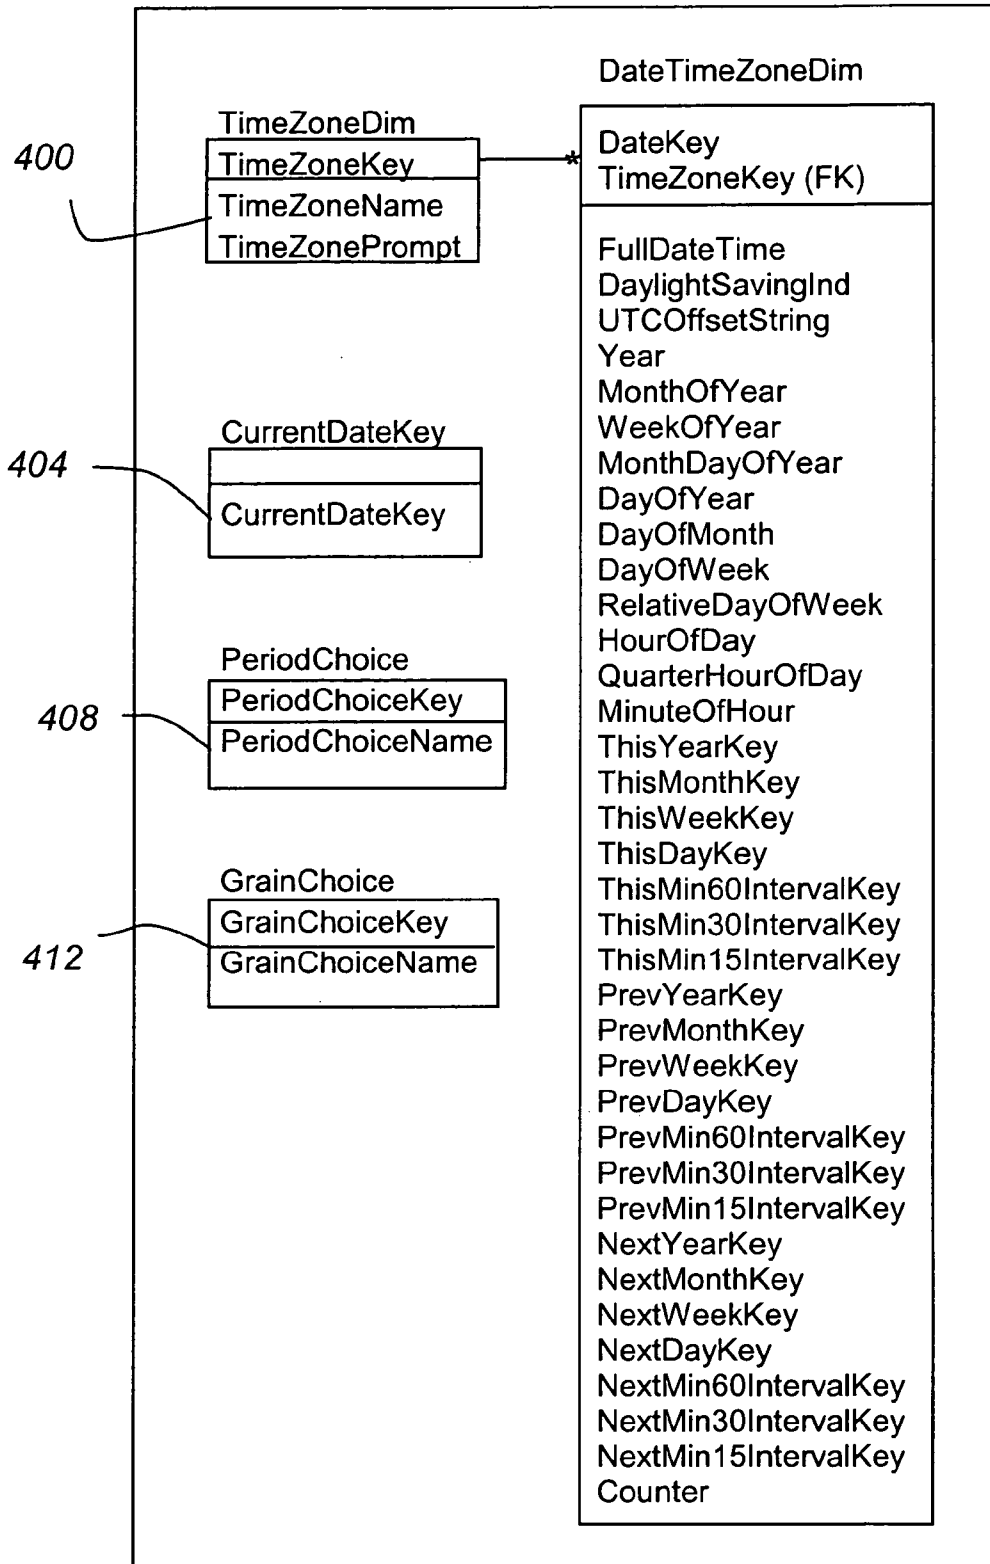 DateTimeZoneDim
TimeZoneDim
400
TimeZoneKey
*
DateKey
TimeZoneKey (FK)
TimeZoneName
TimeZonePrompt
FullDateTime
DaylightSavingInd
UTCOffsetString
Year
MonthOfYear
CurrentDateKey
WeekOfYear
404
MonthDayOfYear
CurrentDateKey
DayOfYear
DayOfMonth
DayOfWeek
RelativeDayOfWeek
HourOfDay
PeriodChoice
QuarterHourOfDay
PeriodChoiceKey
408
MinuteOfHour
PeriodChoiceName
ThisYearKey
ThisMonthKey
ThisWeekKey
ThisDayKey
GrainChoice
ThisMin60IntervalKey
GrainChoiceKey
ThisMin30IntervalKey
412
GrainChoiceName
ThisMin15IntervalKey
PrevYearKey
PrevMonthKey
PrevWeekKey
PrevDayKey
PrevMin60IntervalKey
PrevMin30IntervalKey
PrevMin15IntervalKey
NextYearKey
NextMonthKey
NextWeekKey
NextDayKey
NextMin60IntervalKey
NextMin30IntervalKey
NextMin15IntervalKey
Counter